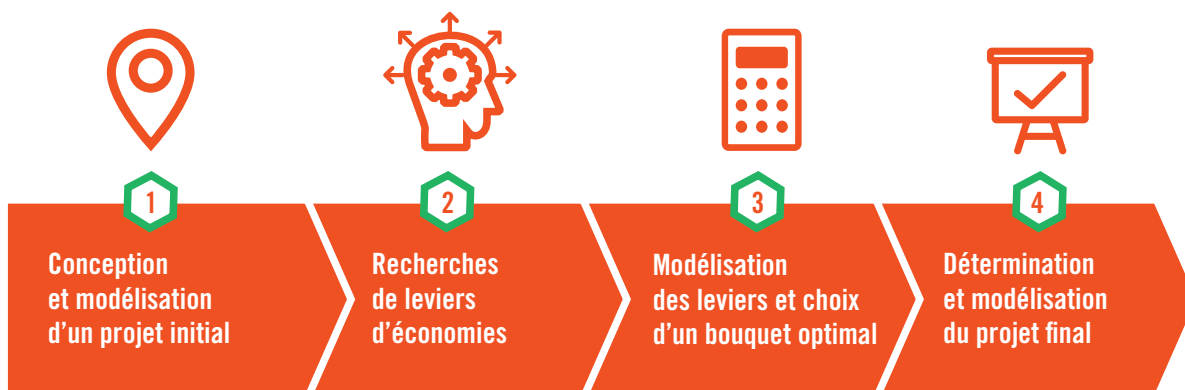 1
Conception
et modélisation
d’un projet initial
2
Recherches
de leviers
d’économies
3
Modélisation
des leviers et choix
d’un bouquet optimal
4
Détermination
et modélisation
du projet final